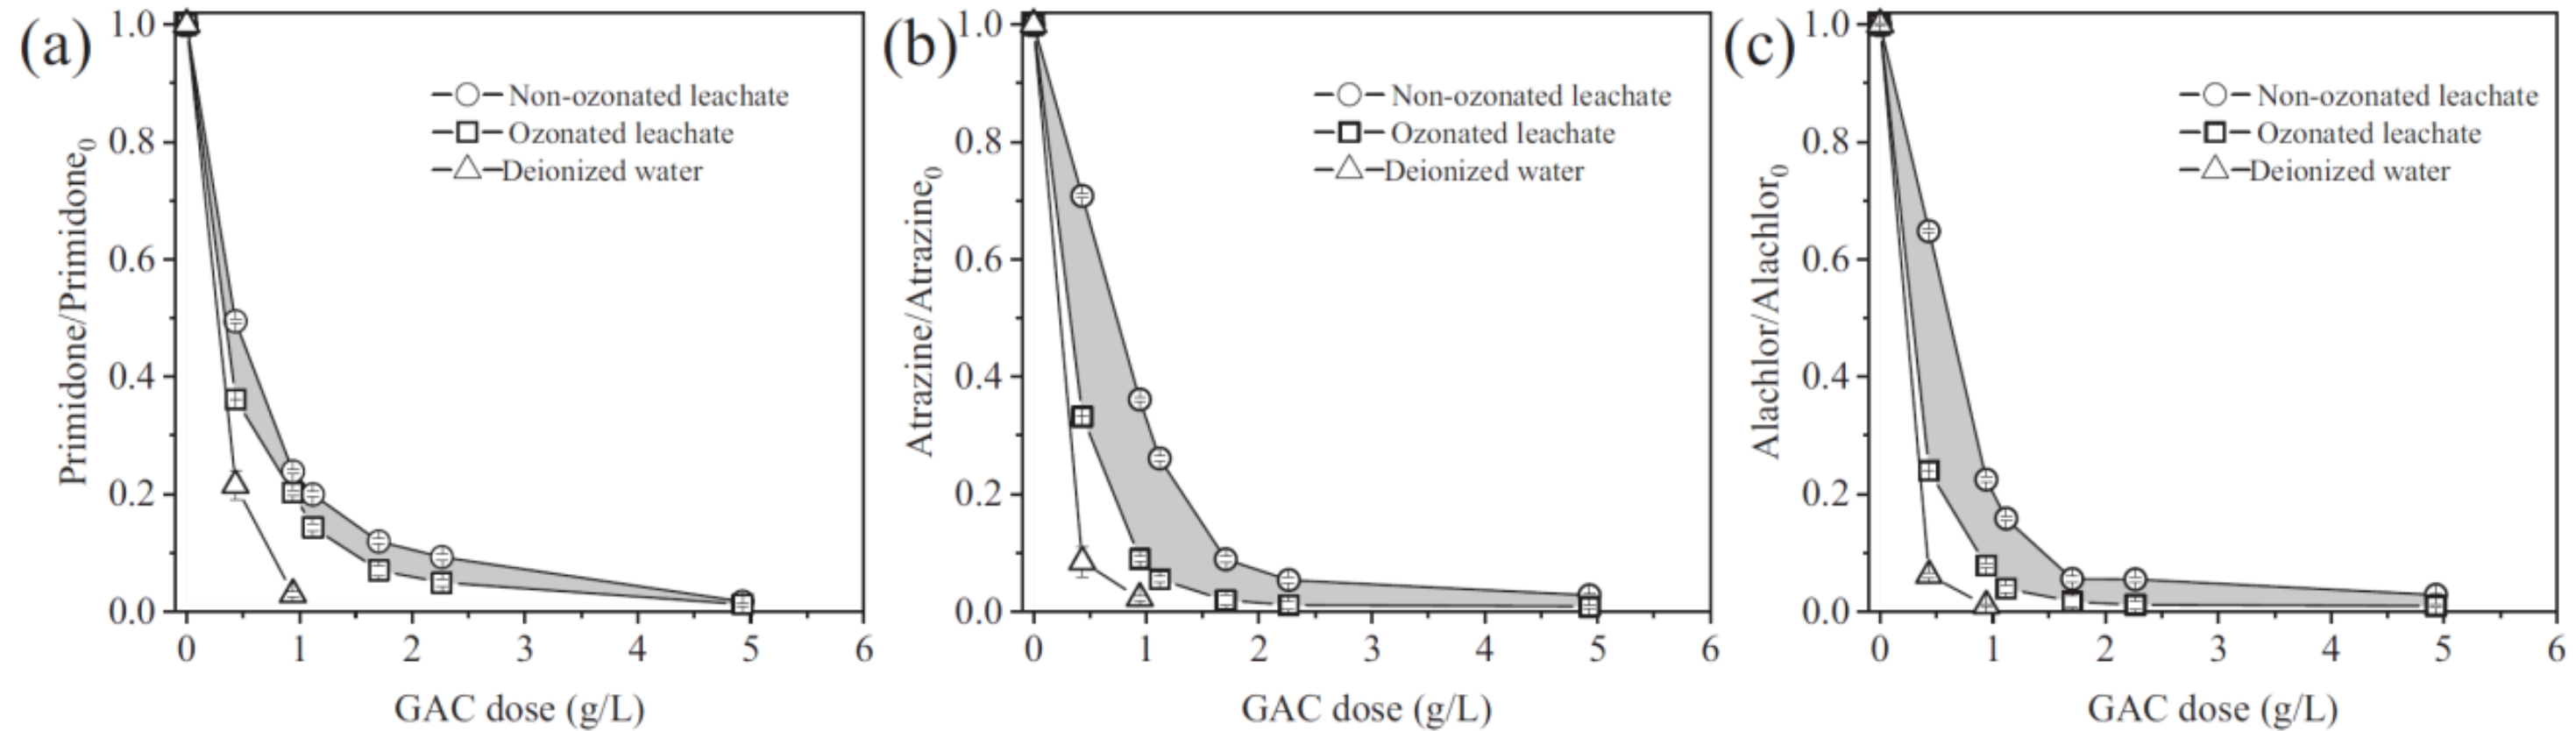 (a)
Primidone/Primidone0
1.0
0.8
0.6
0.4
0.2
0.0
Non-ozonated leachate
Ozonated leachate
Deionized water
0 1 2 3 4 5 6
GAC dose (g/L)
(b)
Atrazine/Atrazine0
1.0
0.8
0.6
0.4
0.2
0.0
Non-ozonated leachate
Ozonated leachate
Deionized water
0 1 2 3 4 5 6
GAC dose (g/L)
(c)
Alachlor/Alachlor0
1.0
0.8
0.6
0.4
0.2
0.0
Non-ozonated leachate
Ozonated leachate
Deionized water
0 1 2 3 4 5 6
GAC dose (g/L)